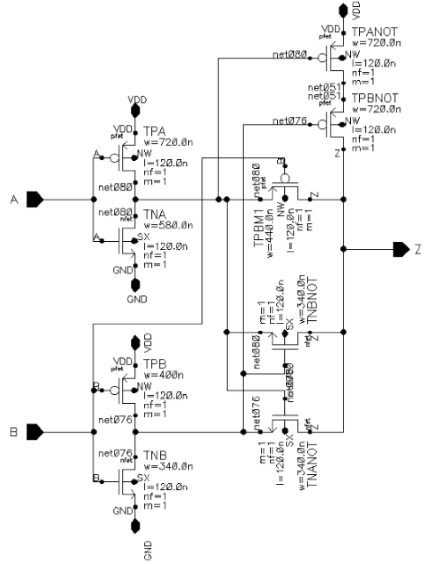 VDD
VDD
TPANOT
pfet
w=720.0n
net080
NW
l=120.0n
nf=1
m=1
net051
net051
VDD
TPBNOT
pfet
w=720.0n
net076
NW
l=120.0n
nf=1
m=1
Z
VDD
VDD
TPA
pfet
w=720.0n
A
NW
l=120.0n
nf=1
m=1
net080
net080
TNA
nfet
w=580.0n
A
SX
l=120.0n
nf=1
m=1
GND
GND
A
B
net080
pfet
Z
NW
TPBM1
w=440.0n
l=120.0n
nf=1
m=1
Z
m=1
nf=1
l=120.0n
w=340.0n
TNBNOT
SX
net080
nfet
Z
net076
SX
nfet
Z
m=1
nf=1
l=120.0n
w=340.0n
TNANOT
VDD
VDD
TPB
pfet
w=400n
B
NW
l=120.0n
nf=1
m=1
net076
net076
TNB
nfet
w=340.0n
B
SX
l=120.0n
nf=1
m=1
GND
GND
B